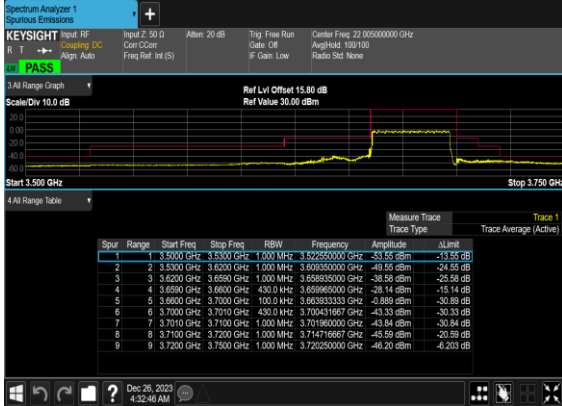 Spectrum Analyzer 1
Spurious Emissions
+
KEYSIGHT Input: RF Input Z: 50 Ω Atten: 20 dB Trig: Free Run Center Freq: 22.005000000 GHz
R T Coupling: DC Corr CCorr Gate: Off Avg|Hold: 100/100
Align: Auto Freq Ref: Int (S) IF Gain: Low Radio Std: None
PASS
3 All Range Graph
Ref Lvl Offset 15.80 dB
Scale/Div 10.0 dB Ref Value 30.00 dBm
20.0
0.00
-20.0
-40.0
-60.0
Start 3.500 GHz Stop 3.750 GHz
4 All Range Table
Measure Trace Trace 1
Trace Type Trace Average (Active)
Spur Range Start Freq Stop Freq RBW Frequency Amplitude ΔLimit
1 1 3.5000 GHz 3.5300 GHz 1.000 MHz 3.522550000 GHz -53.55 dBm -13.55 dB
2 2 3.5300 GHz 3.6200 GHz 1.000 MHz 3.609350000 GHz -49.55 dBm -24.55 dB
3 3 3.6200 GHz 3.6590 GHz 1.000 MHz 3.658935000 GHz -38.58 dBm -25.58 dB
4 4 3.6590 GHz 3.6600 GHz 430.0 kHz 3.659965000 GHz -28.14 dBm -15.14 dB
5 5 3.6600 GHz 3.7000 GHz 100.0 kHz 3.663933333 GHz -0.889 dBm -30.89 dB
6 6 3.7000 GHz 3.7010 GHz 430.0 kHz 3.700431667 GHz -43.33 dBm -30.33 dB
7 7 3.7010 GHz 3.7100 GHz 1.000 MHz 3.701960000 GHz -43.84 dBm -30.84 dB
8 8 3.7100 GHz 3.7200 GHz 1.000 MHz 3.714716667 GHz -45.59 dBm -20.59 dB
9 9 3.7200 GHz 3.7500 GHz 1.000 MHz 3.720250000 GHz -46.20 dBm -6.203 dB
? Dec 26, 2023
4:32:46 AM